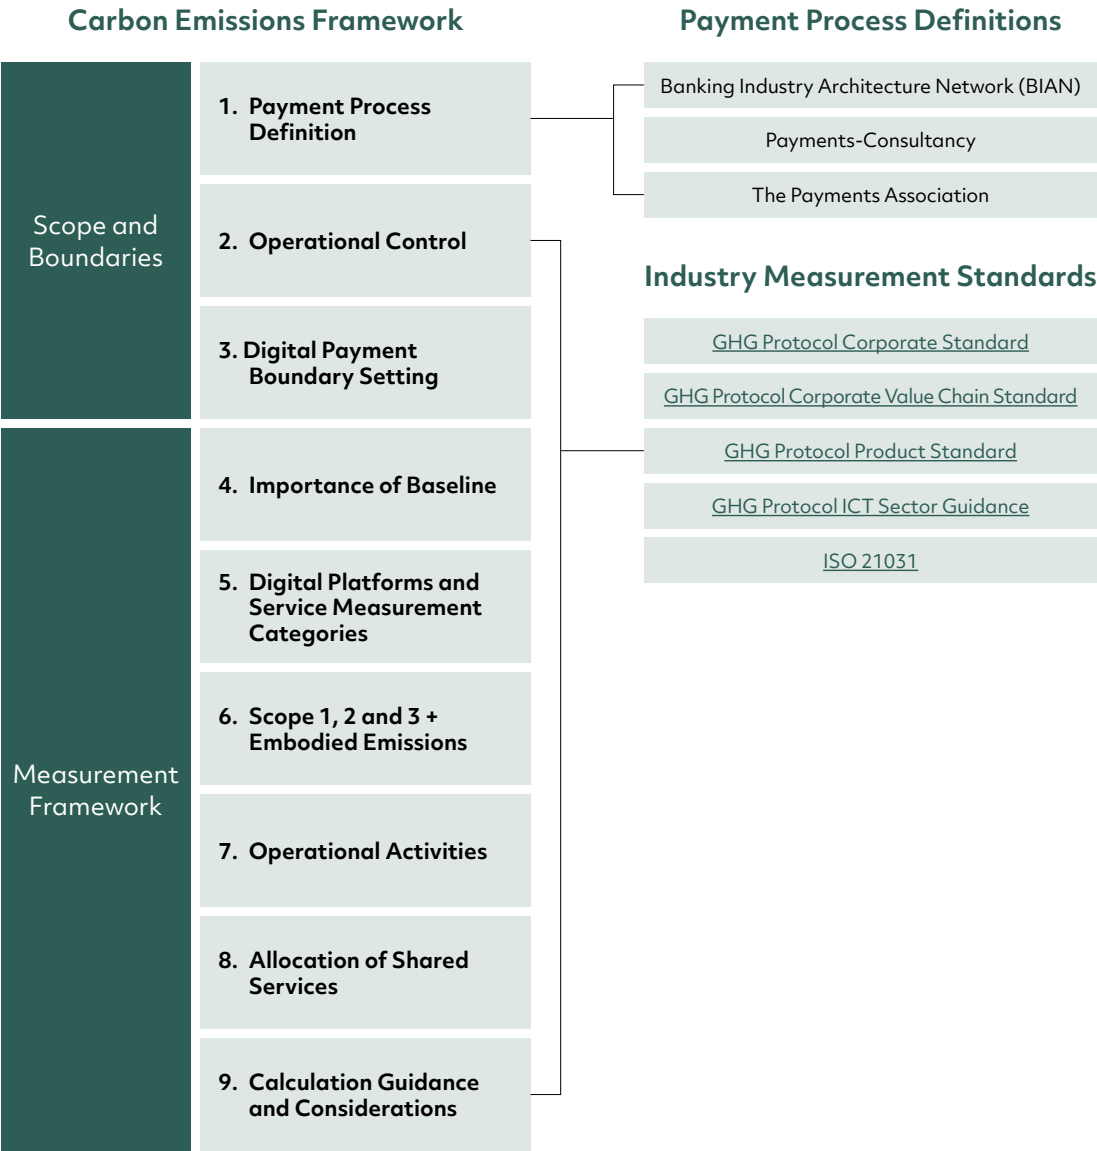 Carbon Emissions Framework
Scope and
Boundaries
1. Payment Process
Definition
2. Operational Control
3. Digital Payment
Boundary Setting
Measurement
Framework
4. Importance of Baseline
5. Digital Platforms and
Service Measurement
Categories
6. Scope 1, 2 and 3 +
Embodied Emissions
7. Operational Activities
8. Allocation of Shared
Services
9. Calculation Guidance
and Considerations
Payment Process Definitions
Banking Industry Architecture Network (BIAN)
Payments-Consultancy
The Payments Association
Industry Measurement Standards
GHG Protocol Corporate Standard
GHG Protocol Corporate Value Chain Standard
GHG Protocol Product Standard
GHG Protocol ICT Sector Guidance
ISO 21031